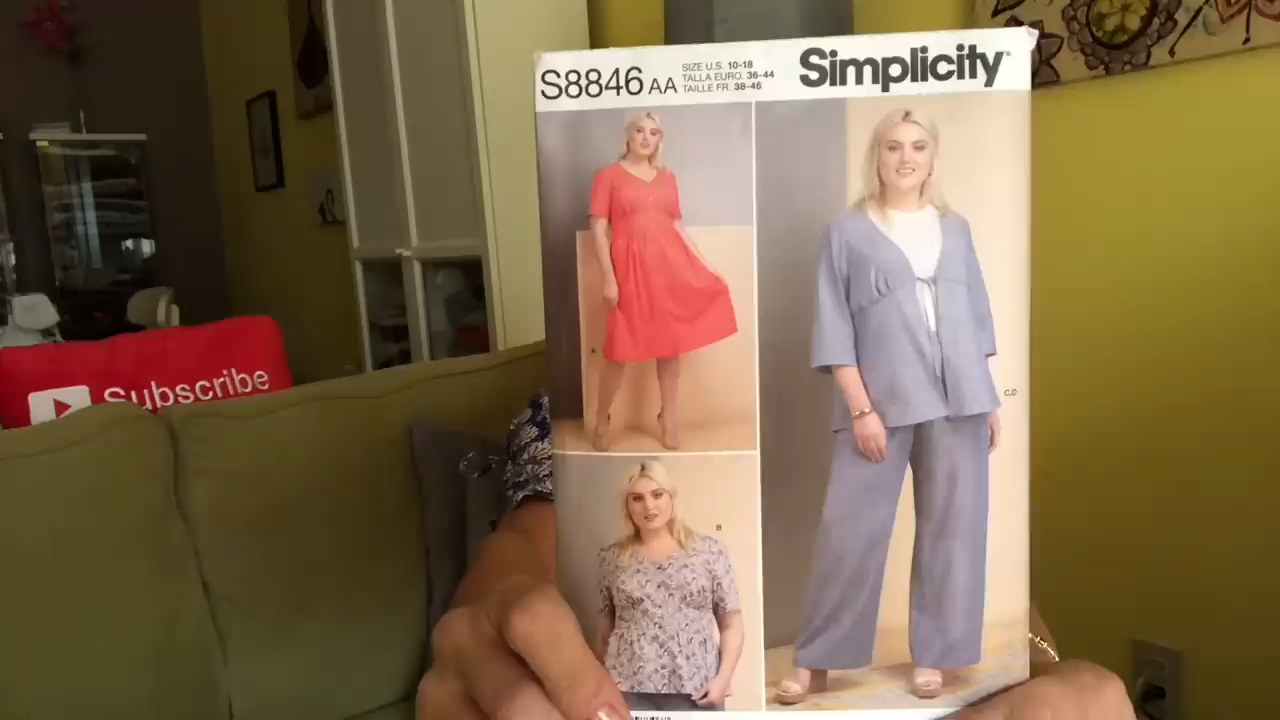 S8846 AA
SIZE U.S. 10-18
TALLA EURO. 36-44
TAILLE FR. 38-46
Simplicity
A
C,D
B
Subscribe